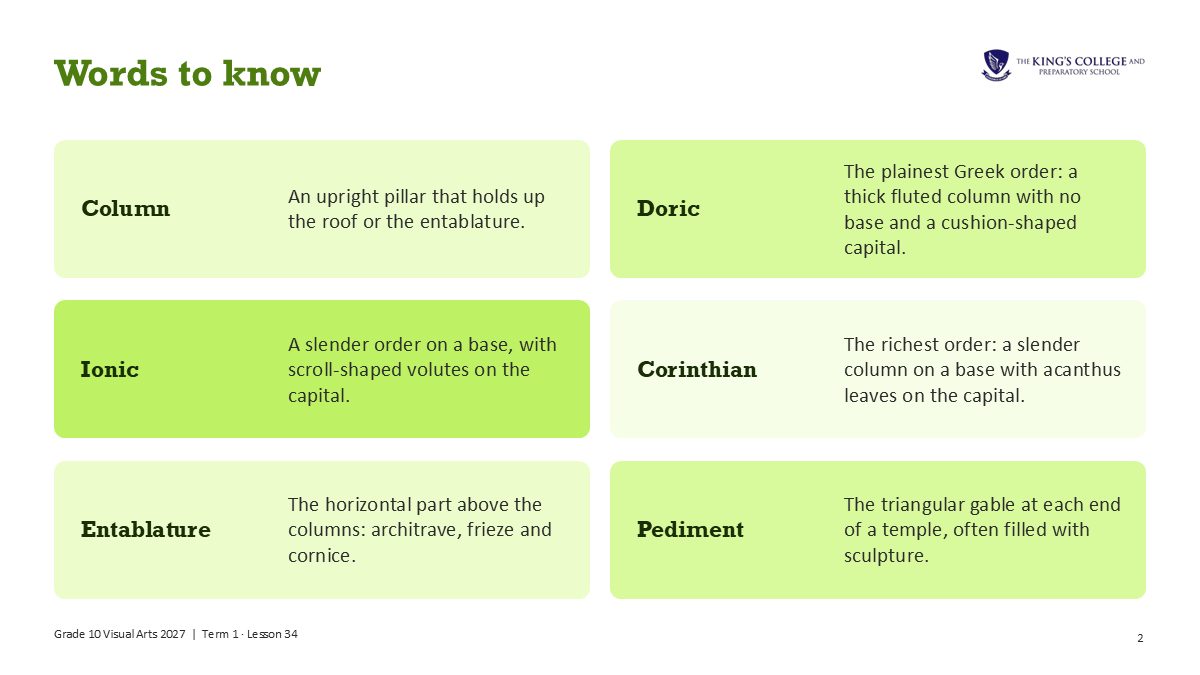 Words to know
THE KING'S COLLEGE AND
PREPARATORY SCHOOL
Column
An upright pillar that holds up
the roof or the entablature.
Doric
The plainest Greek order: a
thick fluted column with no
base and a cushion-shaped
capital.
Ionic
A slender order on a base, with
scroll-shaped volutes on the
capital.
Corinthian
The richest order: a slender
column on a base with acanthus
leaves on the capital.
Entablature
The horizontal part above the
columns: architrave, frieze and
cornice.
Pediment
The triangular gable at each end
of a temple, often filled with
sculpture.
Grade 10 Visual Arts 2027 | Term 1 · Lesson 34
2